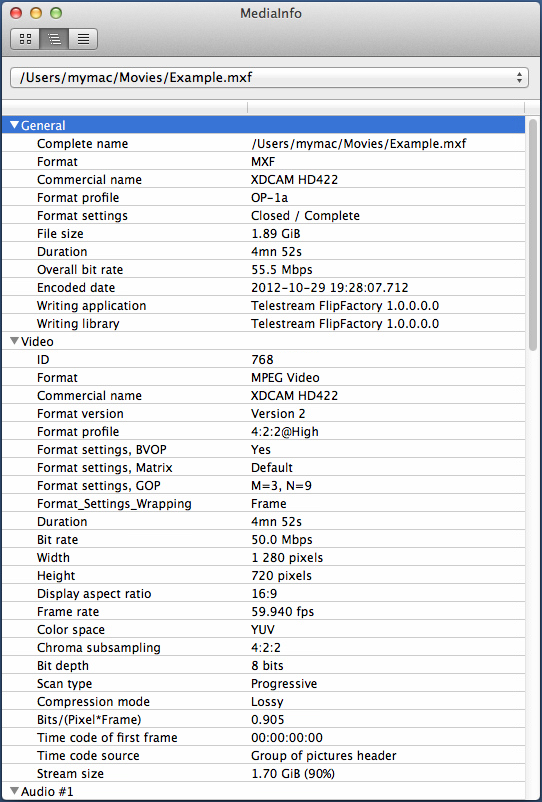 MediaInfo
/Users/mymac/Movies/Example.mxf
General
Complete name /Users/mymac/Movies/Example.mxf
Format MXF
Commercial name XDCAM HD422
Format profile OP-1a
Format settings Closed / Complete
File size 1.89 GiB
Duration 4mn 52s
Overall bit rate 55.5 Mbps
Encoded date 2012-10-29 19:28:07.712
Writing application Telestream FlipFactory 1.0.0.0.0
Writing library Telestream FlipFactory 1.0.0.0.0
Video
ID 768
Format MPEG Video
Commercial name XDCAM HD422
Format version Version 2
Format profile 4:2:2@High
Format settings, BVOP Yes
Format settings, Matrix Default
Format settings, GOP M=3, N=9
Format_Settings_Wrapping Frame
Duration 4mn 52s
Bit rate 50.0 Mbps
Width 1 280 pixels
Height 720 pixels
Display aspect ratio 16:9
Frame rate 59.940 fps
Color space YUV
Chroma subsampling 4:2:2
Bit depth 8 bits
Scan type Progressive
Compression mode Lossy
Bits/(Pixel*Frame) 0.905
Time code of first frame 00:00:00:00
Time code source Group of pictures header
Stream size 1.70 GiB (90%)
Audio #1